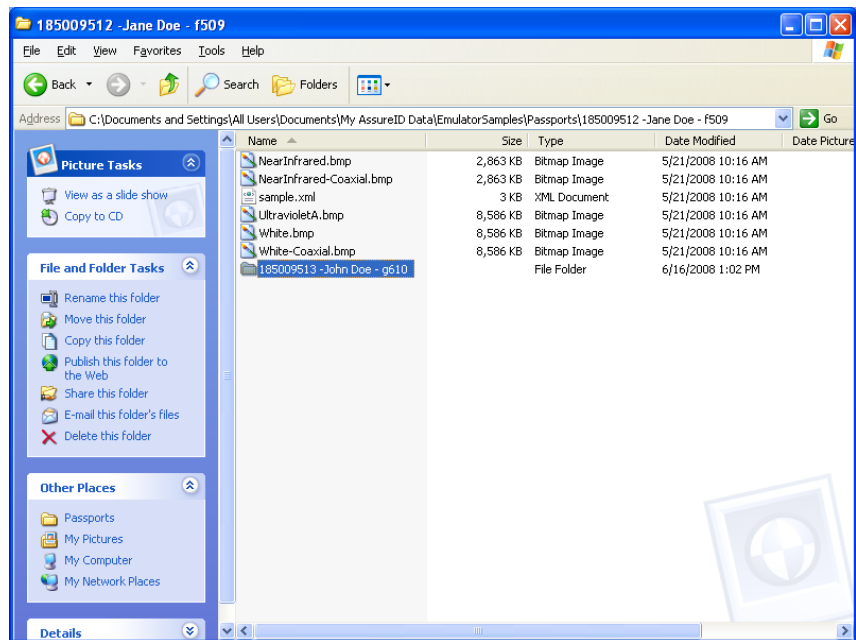 185009512 -Jane Doe - f509
File Edit View Favorites Tools Help
Back Search Folders
Address C:\Documents and Settings\All Users\Documents\My AssureID Data\EmulatorSamples\Passports\185009512 -Jane Doe - f509 Go
Name Size Type Date Modified Date Picture
NearInfrared.bmp 2,863 KB Bitmap Image 5/21/2008 10:16 AM
NearInfrared-Coaxial.bmp 2,863 KB Bitmap Image 5/21/2008 10:16 AM
sample.xml 3 KB XML Document 5/21/2008 10:16 AM
UltravioletA.bmp 8,586 KB Bitmap Image 5/21/2008 10:16 AM
White.bmp 8,586 KB Bitmap Image 5/21/2008 10:16 AM
White-Coaxial.bmp 8,586 KB Bitmap Image 5/21/2008 10:16 AM
185009513 -John Doe - g610 File Folder 6/16/2008 1:02 PM
Picture Tasks
View as a slide show
Copy to CD
File and Folder Tasks
Rename this folder
Move this folder
Copy this folder
Publish this folder to
the Web
Share this folder
E-mail this folder's files
Delete this folder
Other Places
Passports
My Pictures
My Computer
My Network Places
Details